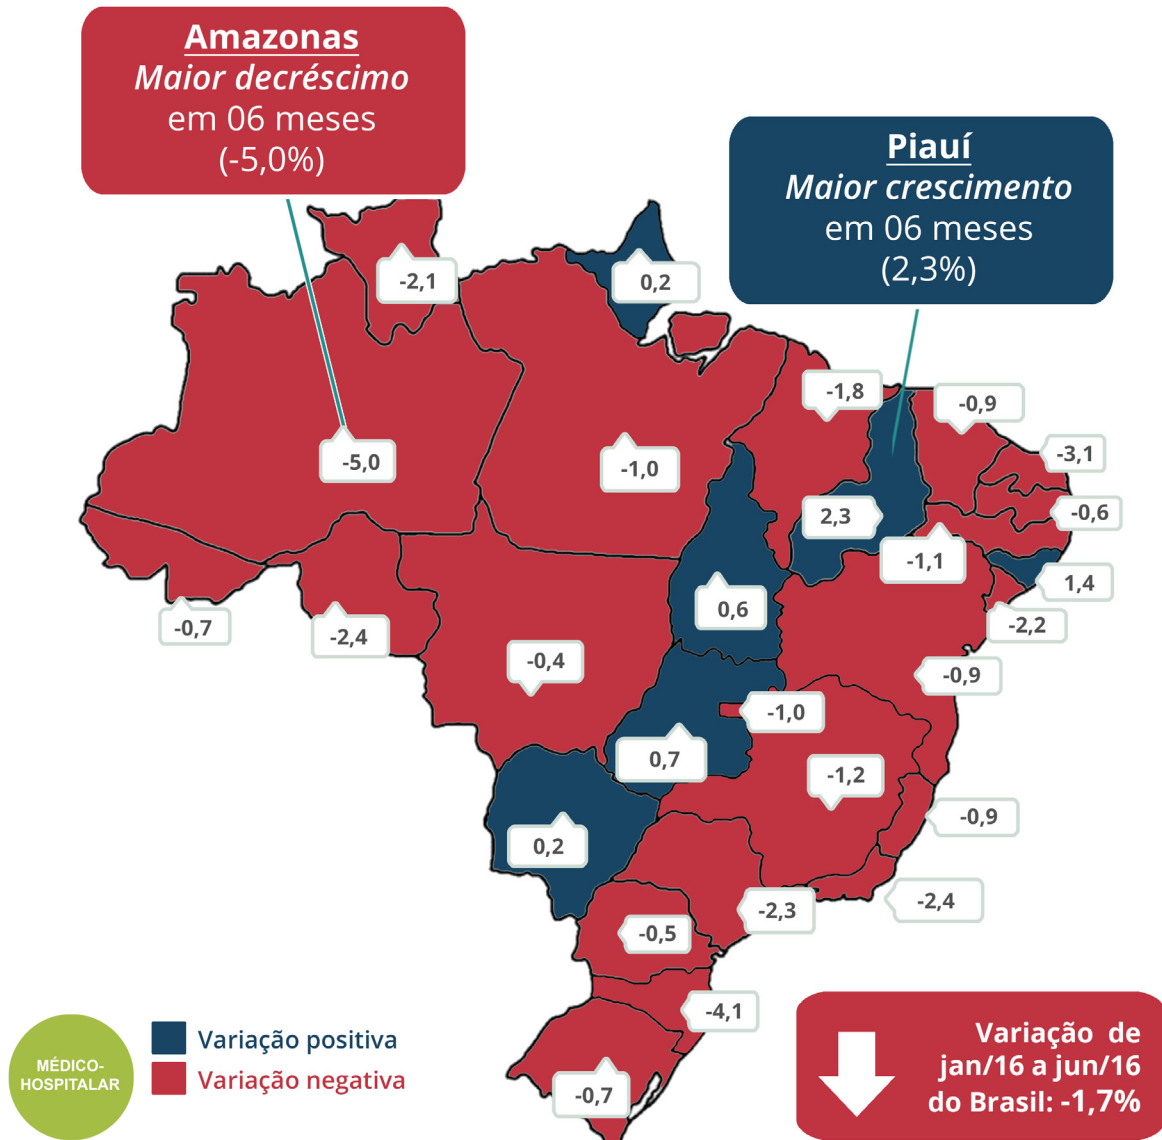 Amazonas
Maior decréscimo
em 06 meses
(-5,0%)
Piauí
Maior crescimento
em 06 meses
(2,3%)
-2,1
0,2
-1,8
-0,9
-3,1
-5,0
-1,0
2,3
-0,6
-1,1
1,4
0,6
-0,7
-2,4
-2,2
-0,4
-0,9
-1,0
0,7
-1,2
-0,9
0,2
-2,4
-2,3
-0,5
-4,1
-0,7
MÉDICO-
HOSPITALAR
Variação positiva
Variação negativa
Variação de
jan/16 a jun/16
do Brasil: -1,7%